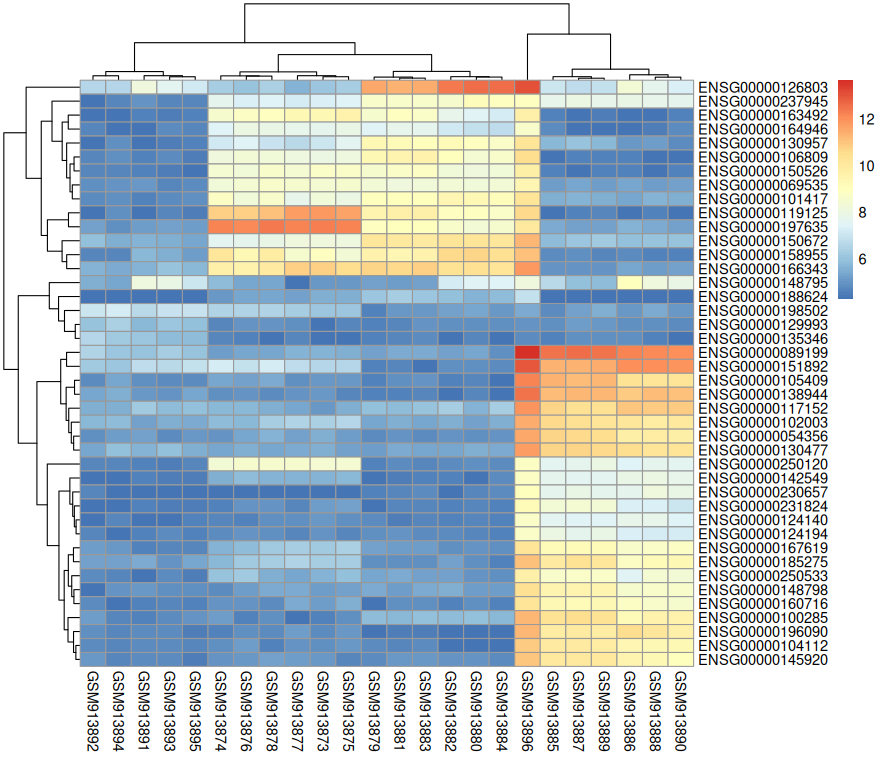 ENSG00000126803
ENSG00000237945
ENSG00000163492
ENSG00000164946
ENSG00000130957
ENSG00000106809
ENSG00000150526
ENSG00000069535
ENSG00000101417
ENSG00000119125
ENSG00000197635
ENSG00000150672
ENSG00000158955
ENSG00000166343
ENSG00000148795
ENSG00000188624
ENSG00000198502
ENSG00000129993
ENSG00000135346
ENSG00000089199
ENSG00000151892
ENSG00000105409
ENSG00000138944
ENSG00000117152
ENSG00000102003
ENSG00000054356
ENSG00000130477
ENSG00000250120
ENSG00000142549
ENSG00000230657
ENSG00000231824
ENSG00000124140
ENSG00000124194
ENSG00000167619
ENSG00000185275
ENSG00000250533
ENSG00000148798
ENSG00000160716
ENSG00000100285
ENSG00000196090
ENSG00000104112
ENSG00000145920
12
10
8
6
GSM913892
GSM913894
GSM913891
GSM913893
GSM913895
GSM913874
GSM913876
GSM913878
GSM913877
GSM913873
GSM913875
GSM913879
GSM913881
GSM913883
GSM913882
GSM913880
GSM913884
GSM913896
GSM913885
GSM913887
GSM913889
GSM913886
GSM913888
GSM913890